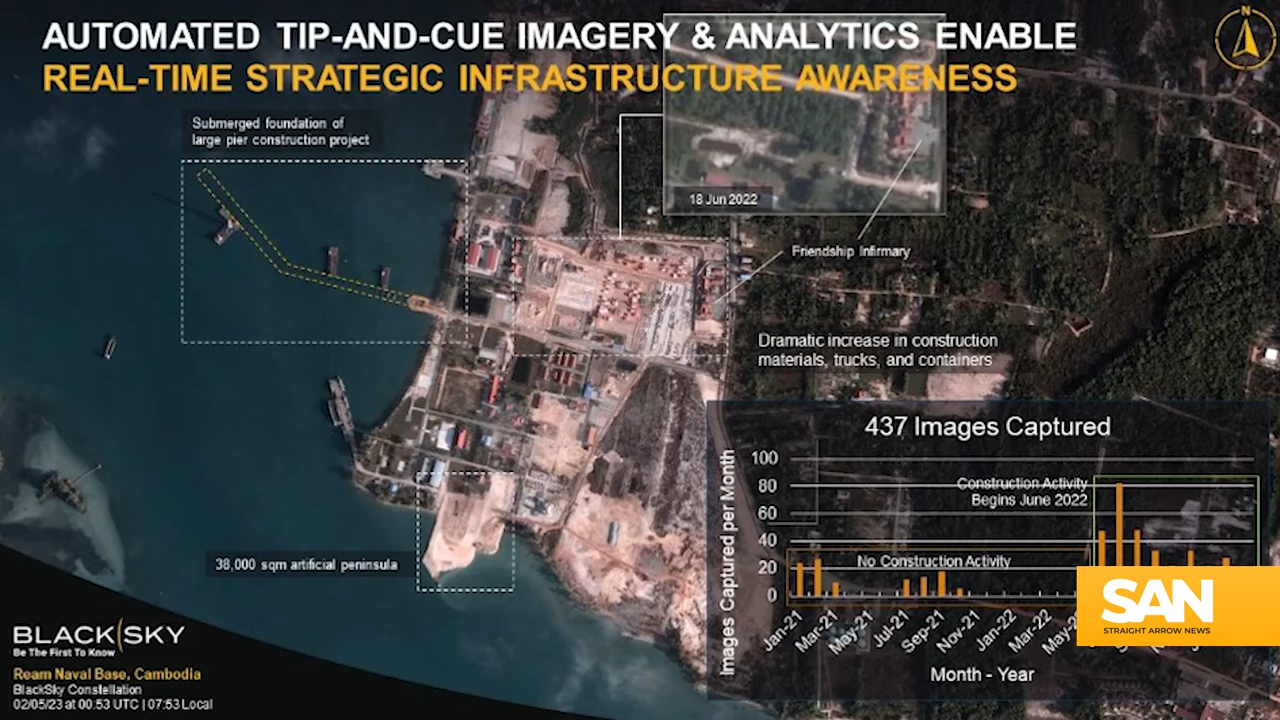 AUTOMATED TIP-AND-CUE IMAGERY & ANALYTICS ENABLE
REAL-TIME STRATEGIC INFRASTRUCTURE AWARENESS
N
Submerged foundation of
large pier construction project
18 Jun 2022
Friendship Infirmary
Dramatic increase in construction
materials, trucks, and containers
38,000 sqm artificial peninsula
437 Images Captured
Images Captured per Month
100
80
60
40
20
0
Construction Activity
Begins June 2022
No Construction Activity
Jan-21
Mar-21
May-21
Jul-21
Sep-21
Nov-21
Jan-22
Mar-22
Month - Year
SAN
STRAIGHT ARROW NEWS
BLACKSKY
Be The First To Know
Ream Naval Base, Cambodia
BlackSky Constellation
02/05/23 at 00:53 UTC | 07:53 Local